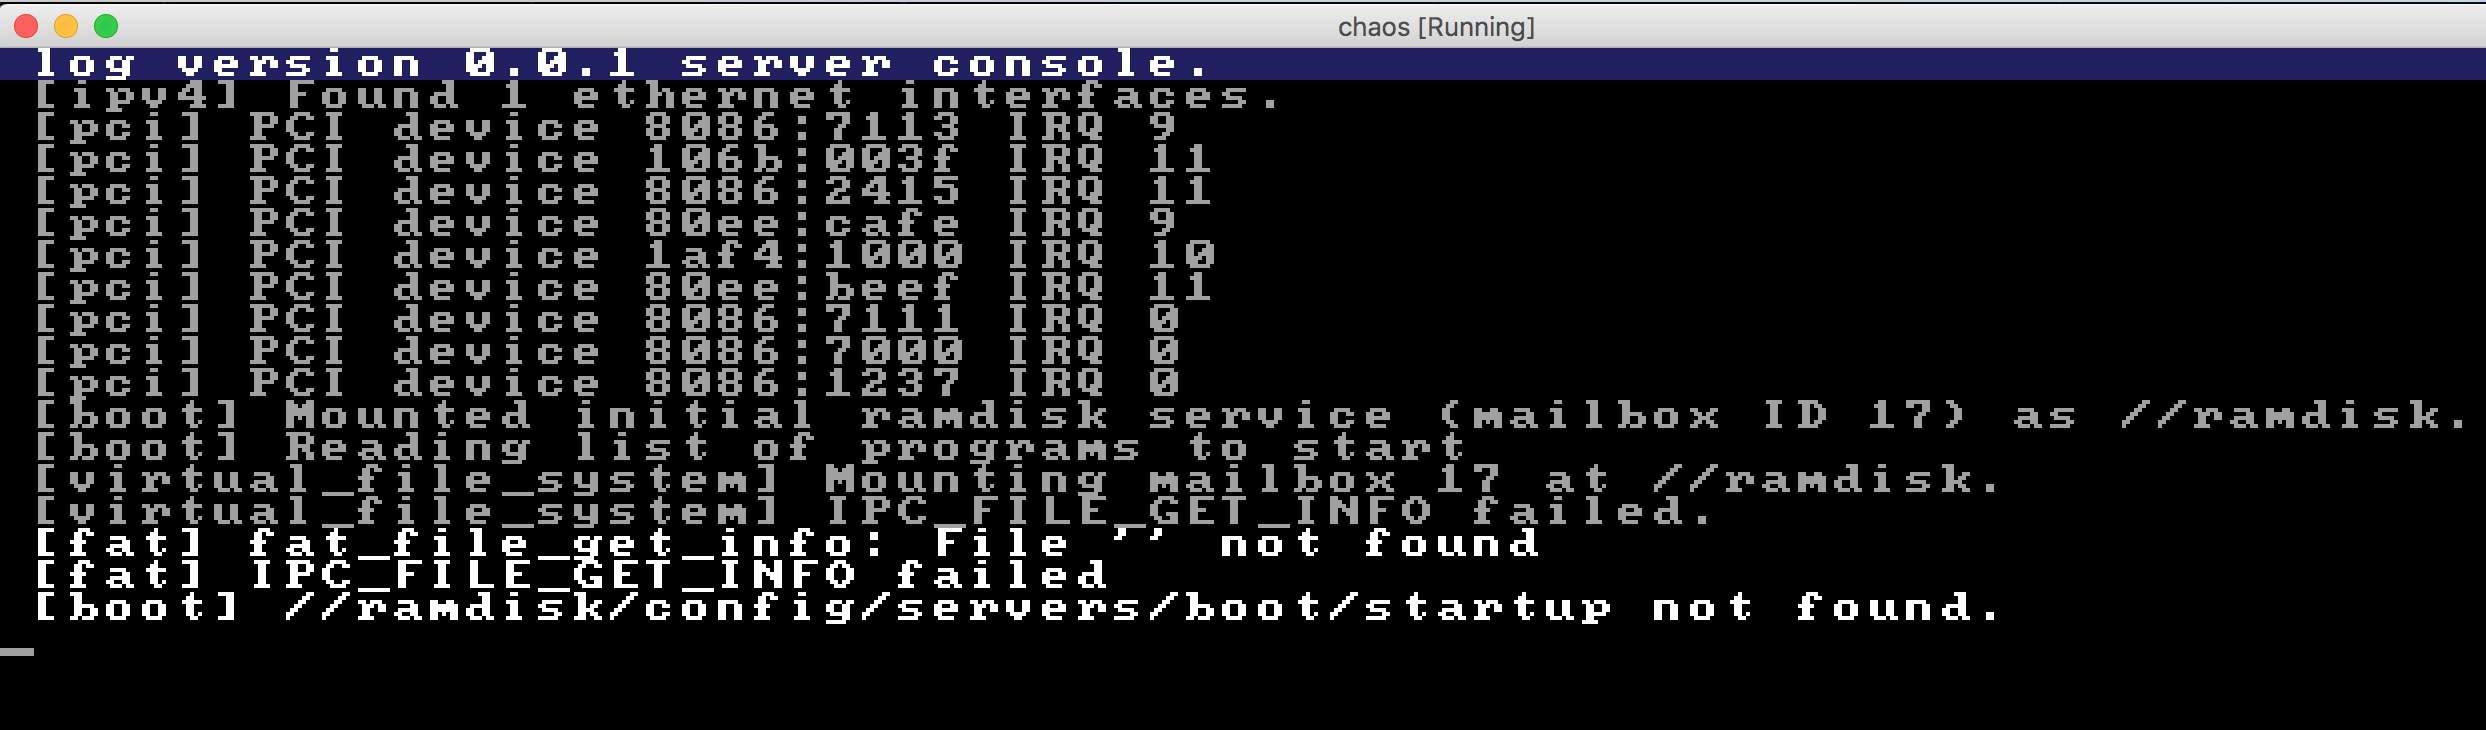 chaos [Running]
log version 0.0.1 server console.
[ipv4] Found 1 ethernet interfaces.
[pci] PCI device 8086:7113 IRQ 9
[pci] PCI device 106b:003f IRQ 11
[pci] PCI device 8086:2415 IRQ 11
[pci] PCI device 80ee:cafe IRQ 9
[pci] PCI device 1af4:1000 IRQ 10
[pci] PCI device 80ee:beef IRQ 11
[pci] PCI device 8086:7111 IRQ 0
[pci] PCI device 8086:7000 IRQ 0
[pci] PCI device 8086:1237 IRQ 0
[boot] Mounted initial ramdisk service (mailbox ID 17) as //ramdisk.
[boot] Reading list of programs to start
[virtual_file_system] Mounting mailbox 17 at //ramdisk.
[virtual_file_system] IPC_FILE_GET_INFO failed.
[fat] fat_file_get_info: File '' not found
[fat] IPC_FILE_GET_INFO failed
[boot] //ramdisk/config/servers/boot/startup not found.